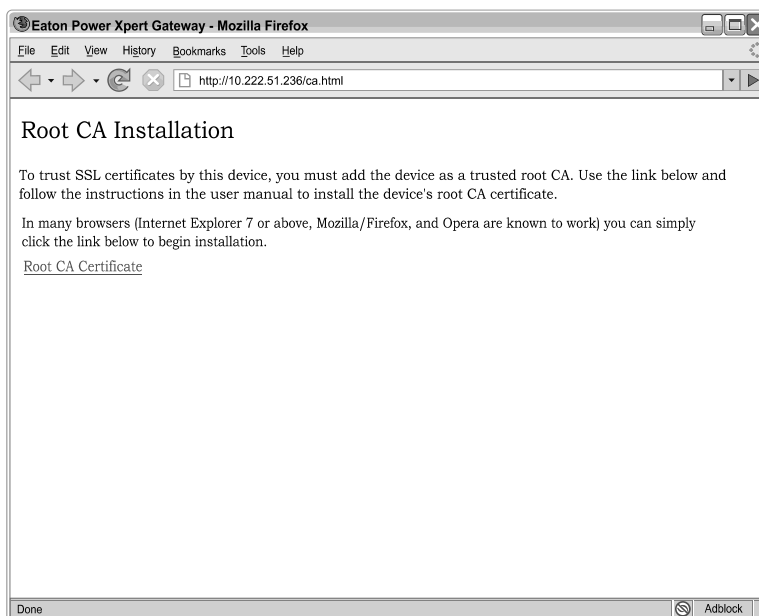 Eaton Power Xpert Gateway - Mozilla Firefox
File Edit View History Bookmarks Tools Help
http://10.222.51.236/ca.html
Root CA Installation
To trust SSL certificates by this device, you must add the device as a trusted root CA. Use the link below and
follow the instructions in the user manual to install the device's root CA certificate.
In many browsers (Internet Explorer 7 or above, Mozilla/Firefox, and Opera are known to work) you can simply
click the link below to begin installation.
Root CA Certificate
Done Adblock